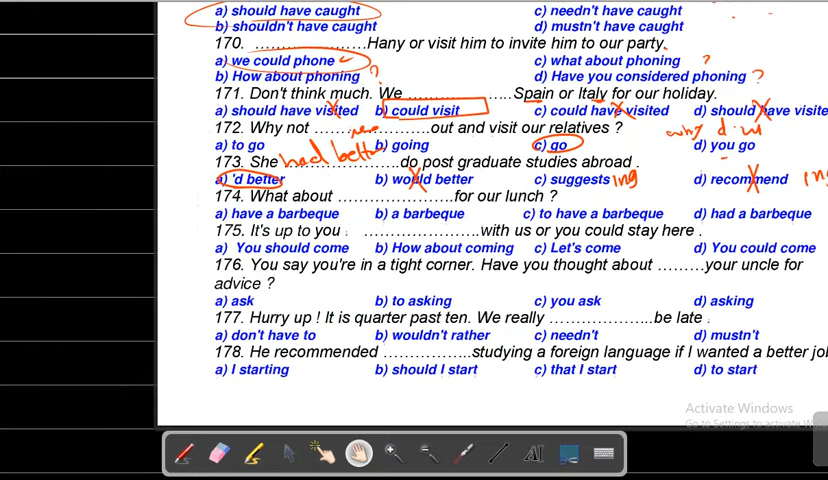 a) should have caught c) needn't have caught
b) shouldn't have caught d) mustn't have caught
170. ......................Hany or visit him to invite him to our party.
a) we could phone c) what about phoning ?
b) How about phoning ? d) Have you considered phoning ?
171. Don't think much. We .....................Spain or Italy for our holiday.
a) should have visited b) could visit c) could have visited d) should have visite
172. Why not ......................out and visit our relatives ?
a) to go b) going c) go d) you go
173. She had better do post graduate studies abroad .
a) 'd better b) would better c) suggests ing d) recommend ing
174. What about ......................for our lunch ?
a) have a barbeque b) a barbeque c) to have a barbeque d) had a barbeque
175. It's up to you . ......................with us or you could stay here .
a) You should come b) How about coming c) Let's come d) You could come
176. You say you're in a tight corner. Have you thought about .........your uncle for
advice ?
a) ask b) to asking c) you ask d) asking
177. Hurry up ! It is quarter past ten. We really ....................be late .
a) don't have to b) wouldn't rather c) needn't d) mustn't
178. He recommended .................studying a foreign language if I wanted a better jol
a) I starting b) should I start c) that I start d) to start
Activate Windows
Go to Settings to activate Win
AI